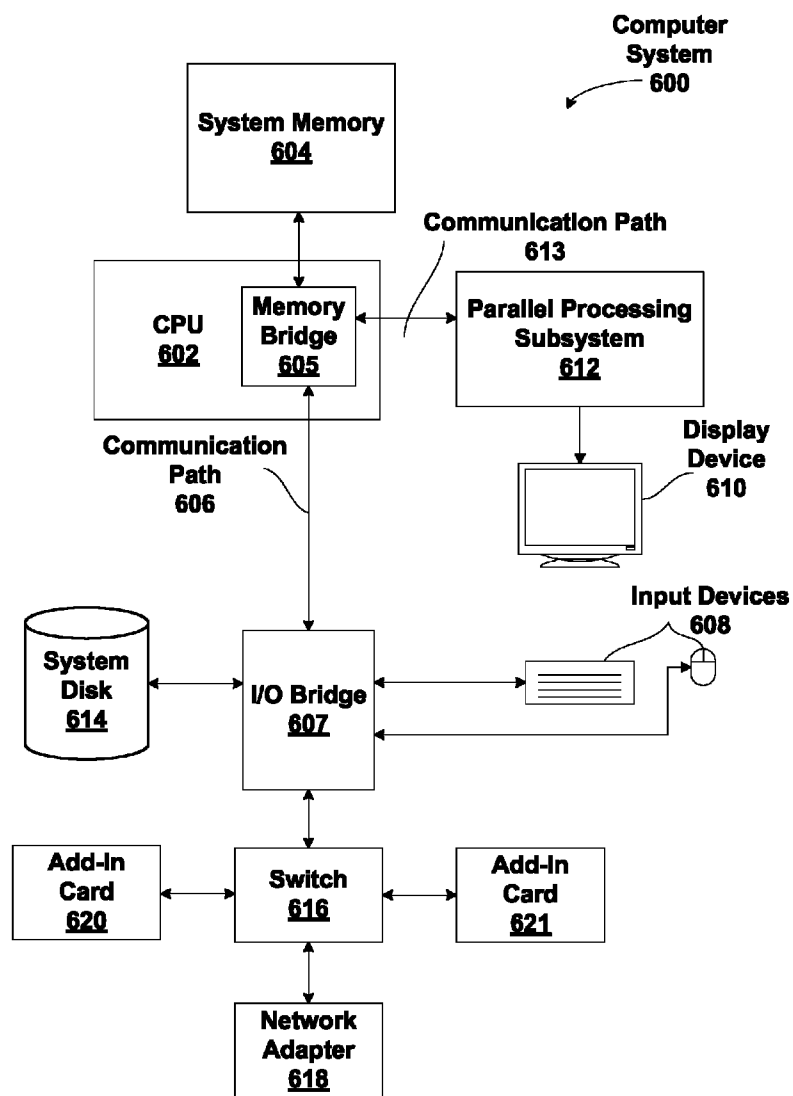 Computer
System
600
System Memory
604
Communication Path
613
CPU
602
Memory
Bridge
605
Parallel Processing
Subsystem
612
Communication
Path
606
Display
Device
610
Input Devices
608
System
Disk
614
I/O Bridge
607
Add-In
Card
620
Switch
616
Add-In
Card
621
Network
Adapter
618